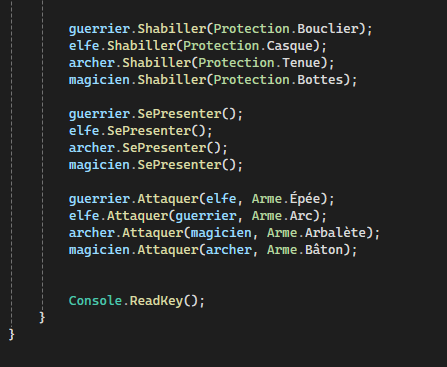 guerrier.Shabiller(Protection.Bouclier);
elfe.Shabiller(Protection.Casque);
archer.Shabiller(Protection.Tenue);
magicien.Shabiller(Protection.Bottes);
guerrier.SePresenter();
elfe.SePresenter();
archer.SePresenter();
magicien.SePresenter();
guerrier.Attaquer(elfe, Arme.Épée);
elfe.Attaquer(guerrier, Arme.Arc);
archer.Attaquer(magicien, Arme.Arbalète);
magicien.Attaquer(archer, Arme.Bâton);
Console.ReadKey();
}
}